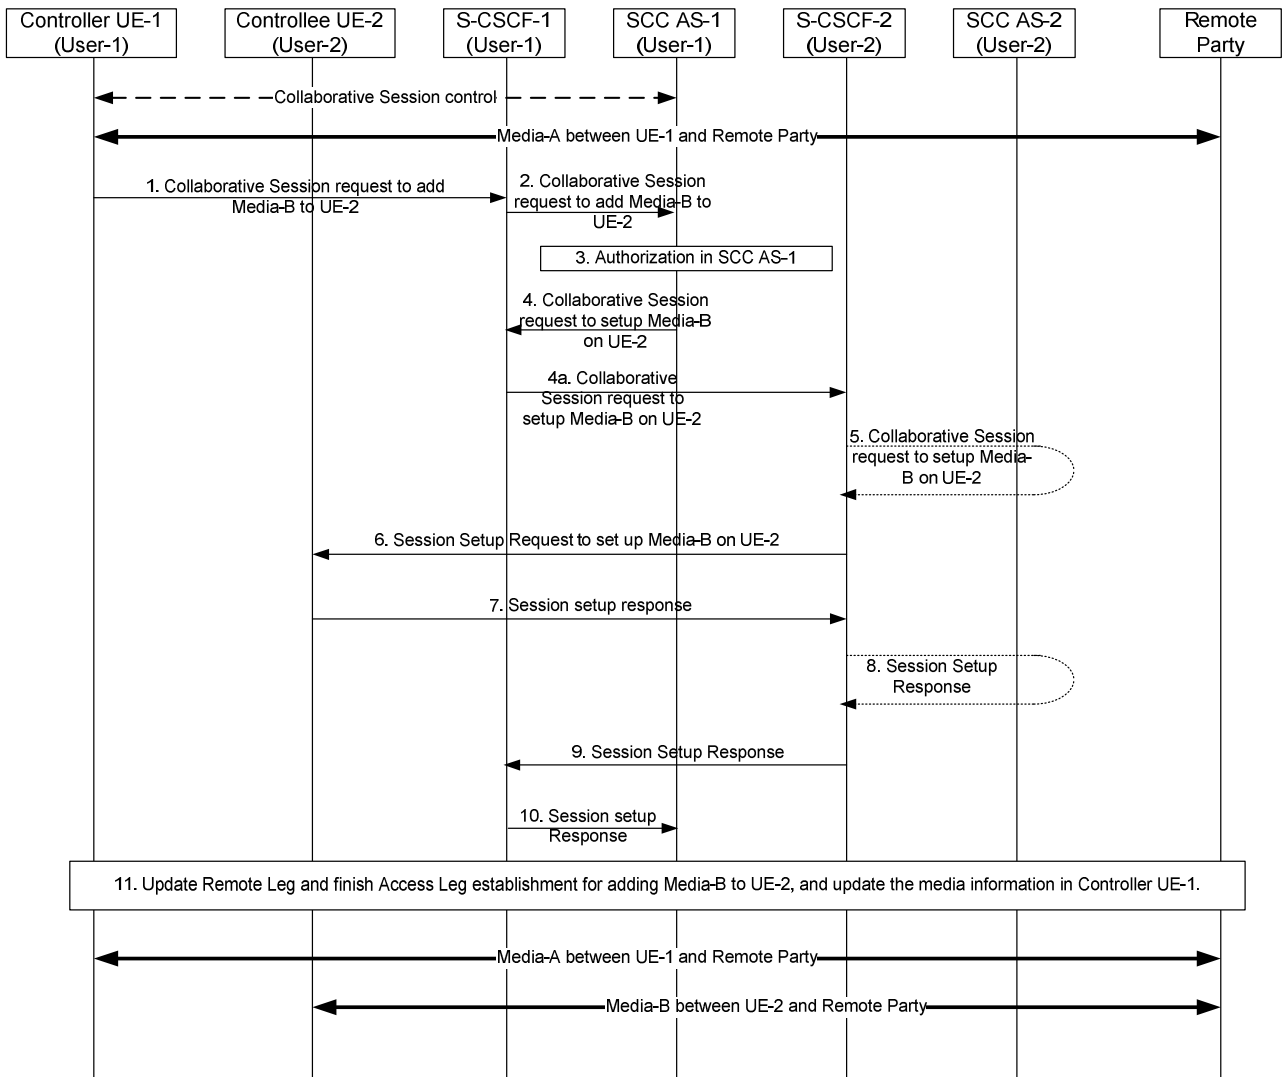 Controller UE-1
(User-1)
Controllee UE-2
(User-2)
S-CSCF-1
(User-1)
SCC AS-1
(User-1)
S-CSCF-2
(User-2)
SCC AS-2
(User-2)
Remote
Party
Collaborative Session control
Media-A between UE-1 and Remote Party
1. Collaborative Session request to add
Media-B to UE-2
2. Collaborative Session
request to add Media-B to
UE-2
3. Authorization in SCC AS-1
4. Collaborative Session
request to setup Media-B
on UE-2
4a. Collaborative
Session request to
setup Media-B on UE-2
5. Collaborative Session
request to setup Media-
B on UE-2
6. Session Setup Request to set up Media-B on UE-2
7. Session setup response
8. Session Setup
Response
9. Session Setup Response
10. Session setup
Response
11. Update Remote Leg and finish Access Leg establishment for adding Media-B to UE-2, and update the media information in Controller UE-1.
Media-A between UE-1 and Remote Party
Media-B between UE-2 and Remote Party